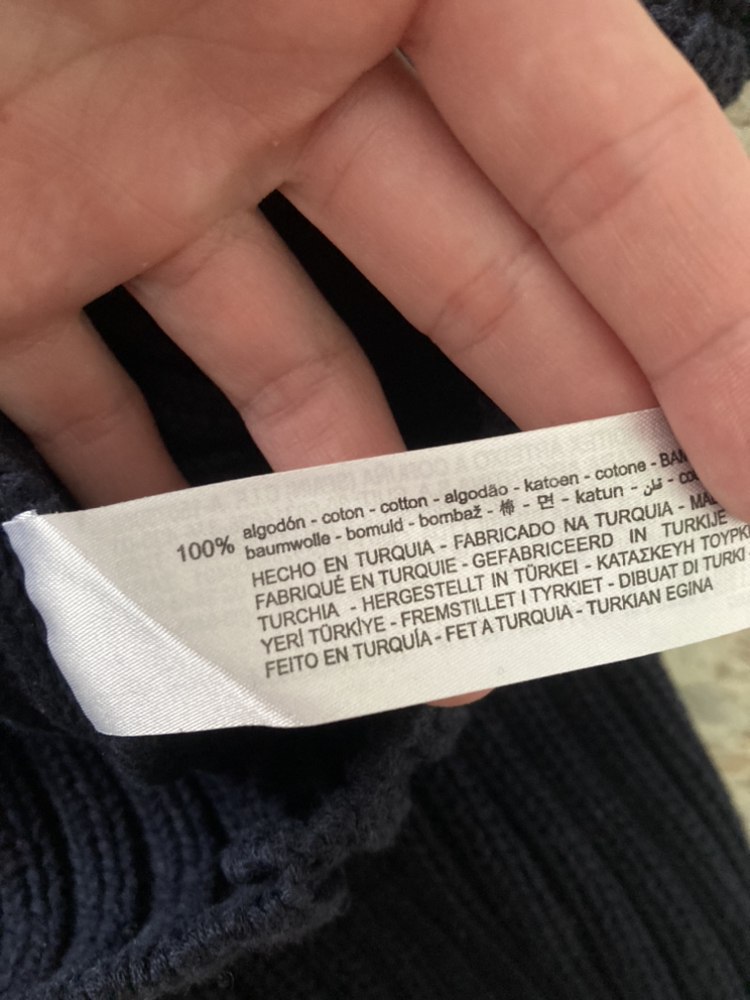 100% algodón - coton - cotton - algodão - katoen - cotone -
baumwolle - bomuld - bombaž - 棉 - 면 - katun -
HECHO EN TURQUIA - FABRICADO NA TURQUIA -
FABRIQUÉ EN TURQUIE - GEFABRICEERD IN TURKIJE
TURCHIA - HERGESTELLT IN TÜRKEI - ΚΑΤΑΣΚΕΥΗ
YERİ TÜRKİYE - FREMSTILLET I TYRKIET - DIBUAT DI TURKI -
FEITO EN TURQUÍA - FET A TURQUIA - TURKIAN EGINA